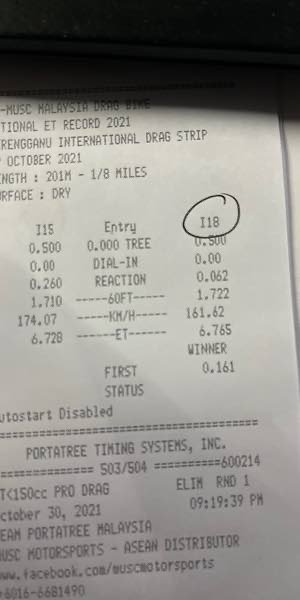 -MUSC MALAYSIA DRAG BIKE
TIONAL ET RECORD 2021
RENGGANU INTERNATIONAL DRAG STRIP
OCTOBER 2021
NGTH : 201M - 1/8 MILES
RFACE : DRY
I15 Entry I18
0.500 0.000 TREE 0.500
0.00 DIAL-IN 0.00
0.260 REACTION 0.062
1.710 -----60FT----- 1.722
174.07 ------KM/H------ 161.62
6.728 ------ET------ 6.765
WINNER
FIRST 0.161
STATUS
utostart Disabled
PORTATREE TIMING SYSTEMS, INC.
============= 503/504 ==========600214
T<150cc PRO DRAG ELIM RND 1
ctober 30, 2021 09:19:39 PM
EAM PORTATREE MALAYSIA
USC MOTORSPORTS - ASEAN DISTRIBUTOR
ww.facebook.com/muscmotorsports
6016-6681490